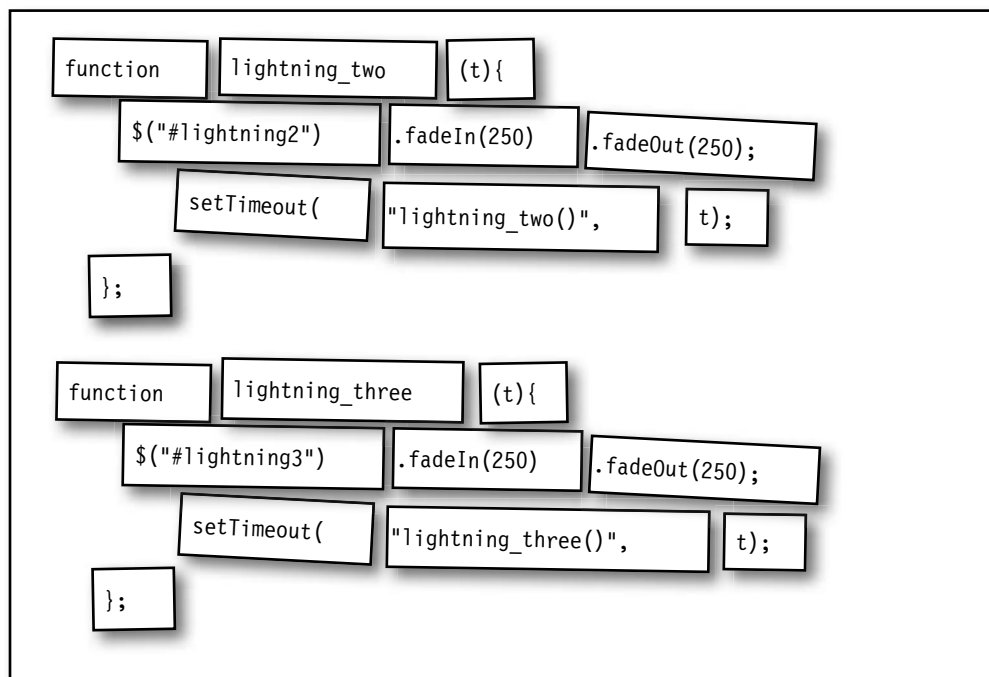 function lightning_two (t){
$("#lightning2") .fadeIn(250) .fadeOut(250);
setTimeout( "lightning_two()", t);
};
function lightning_three (t){
$("#lightning3") .fadeIn(250) .fadeOut(250);
setTimeout( "lightning_three()", t);
};